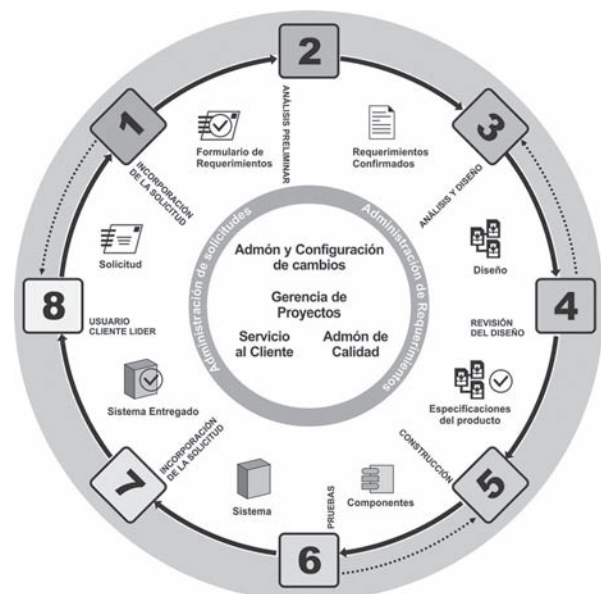 2
ANÁLISIS PRELIMINAR
Requerimientos
Confirmados
3
ANÁLISIS Y DISEÑO
Diseño
4
REVISIÓN
DEL DISEÑO
Especificaciones
del producto
5
CONSTRUCCIÓN
Componentes
6
PRUEBAS
Sistema
7
INCORPORACIÓN
DE LA SOLICITUD
Sistema Entregado
8
USUARIO
CLIENTE LIDER
Solicitud
1
INCORPORACIÓN
DE LA SOLICITUD
Formulario de
Requerimientos
Administración de solicitudes
Administración de Requerimientos
Admón y Configuración
de cambios
Gerencia de
Proyectos
Servicio
al Cliente
Admón de
Calidad